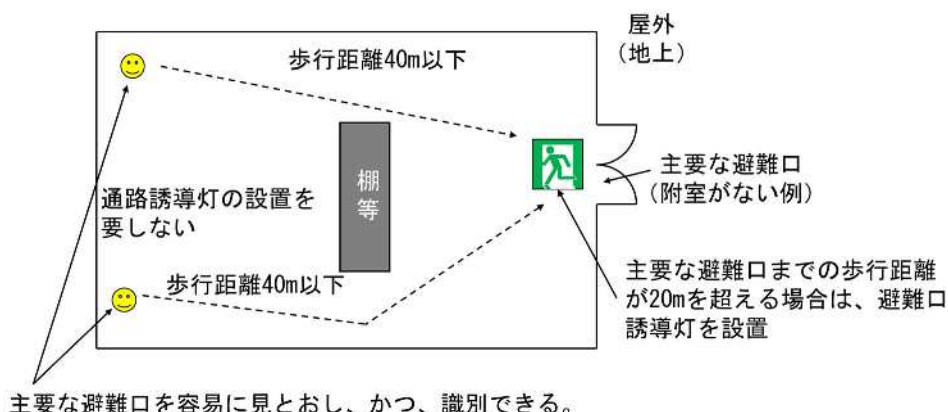 屋外
(地上)
歩行距離40m以下
棚
等
主要な避難口
(附室がない例)
通路誘導灯の設置を
要しない
歩行距離40m以下
主要な避難口までの歩行距離
が20mを超える場合は、避難口
誘導灯を設置
主要な避難口を容易に見とおし、かつ、識別できる。